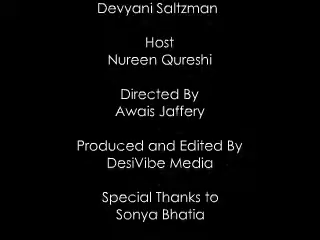 Devyani Saltzman
Host
Nureen Qureshi
Directed By
Awais Jaffery
Produced and Edited By
DesiVibe Media
Special Thanks to
Sonya Bhatia